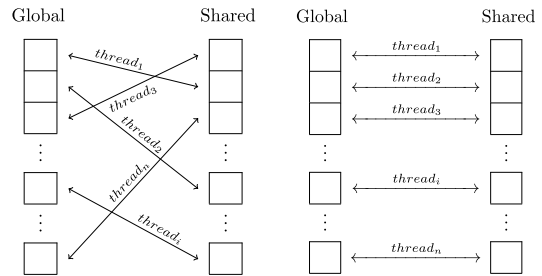 Global Shared
thread₁
thread₃
thread₂
threadₙ
threadᵢ
Global Shared
thread₁
thread₂
thread₃
threadᵢ
threadₙ